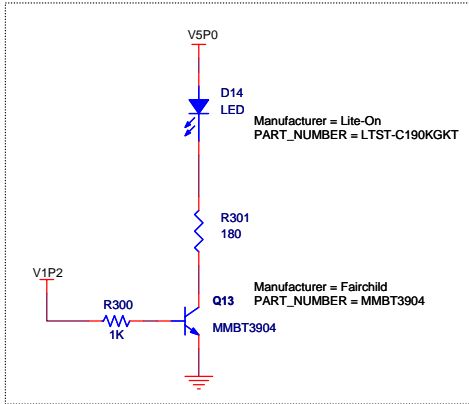 V5P0
D14
LED
Manufacturer = Lite-On
PART_NUMBER = LTST-C190KGKT
R301
180
V1P2
Manufacturer = Fairchild
PART_NUMBER = MMBT3904
R300
1K
Q13
MMBT3904